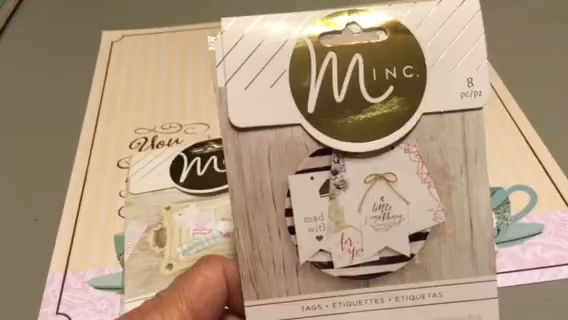 You
M
M INC.
8
pc/pz
made
with
for
you
a
little
something
TAGS • ETIQUETTES • ETIQUETAS